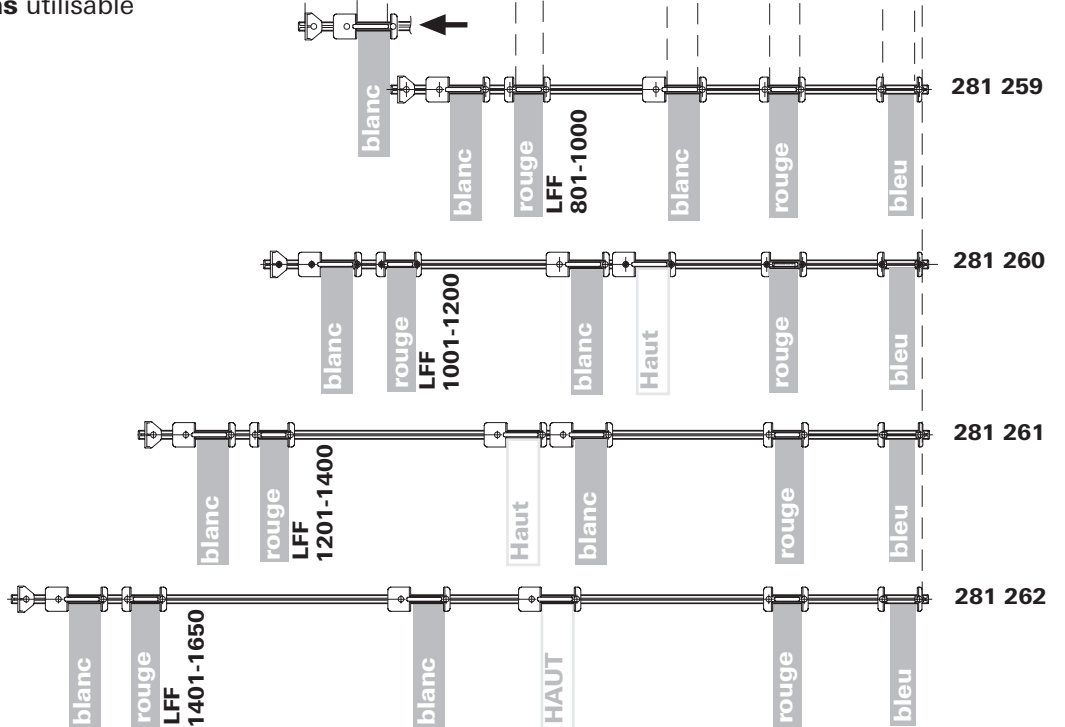 as utilisable
blanc
281 259
blanc
rouge
LFF
801-1000
blanc
rouge
bleu
281 260
blanc
rouge
LFF
1001-1200
blanc
Haut
rouge
bleu
281 261
blanc
rouge
LFF
1201-1400
Haut
blanc
rouge
bleu
281 262
blanc
rouge
LFF
1401-1650
blanc
HAUT
rouge
bleu